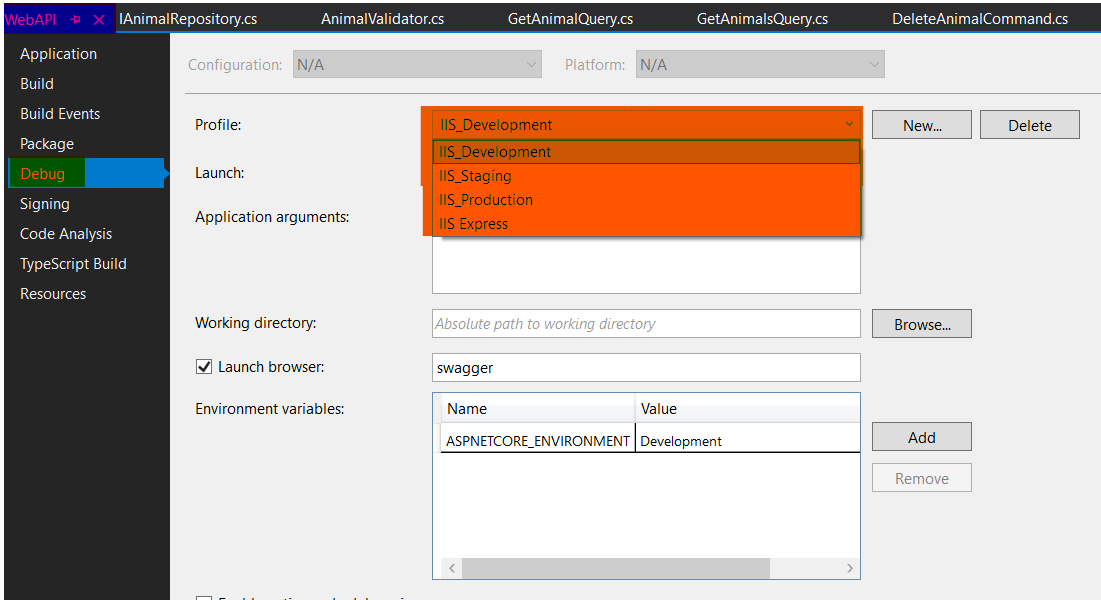 WebAPI IAnimalRepository.cs AnimalValidator.cs GetAnimalQuery.cs GetAnimalsQuery.cs DeleteAnimalCommand.cs
Application
Build
Build Events
Package
Debug
Signing
Code Analysis
TypeScript Build
Resources
Configuration: N/A Platform: N/A
Profile: IIS_Development New... Delete
IIS_Development
Launch:
IIS_Staging
IIS_Production
Application arguments:
IIS Express
Working directory: Absolute path to working directory Browse...
Launch browser: swagger
Environment variables:
Name Value
ASPNETCORE_ENVIRONMENT Development
Add
Remove